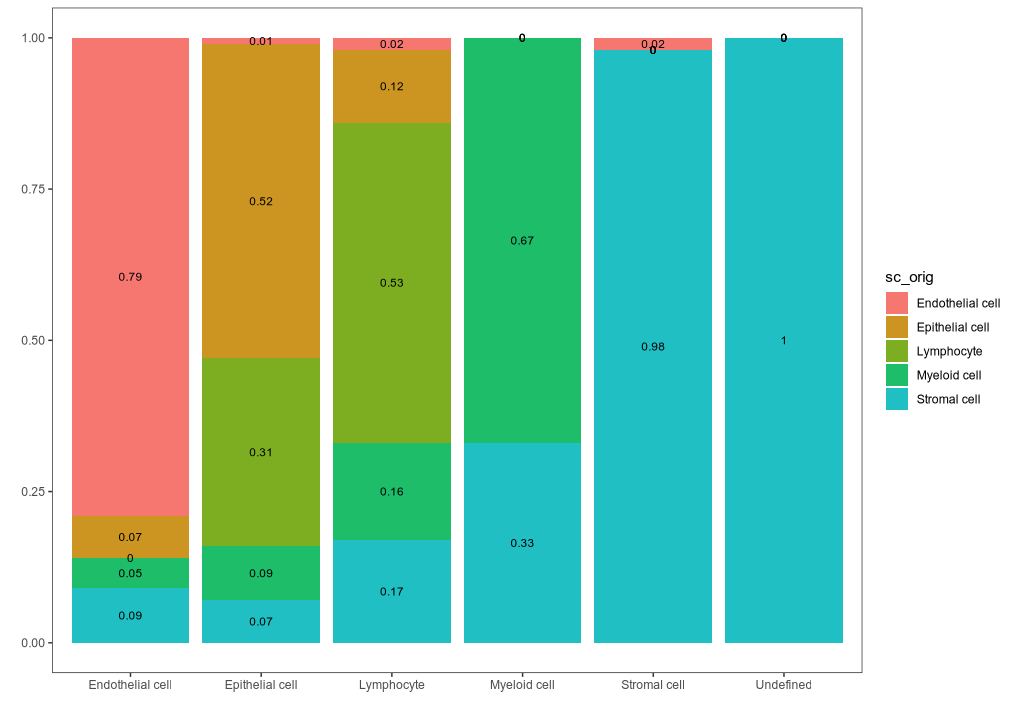 1.00
0.75
0.50
0.25
0.00
0.79
0.07
0
0.05
0.09
0.01
0.52
0.31
0.09
0.07
0.02
0.12
0.53
0.16
0.17
0
0.67
0.33
0.02
0
0.98
0
1
Endothelial cell
Epithelial cell
Lymphocyte
Myeloid cell
Stromal cell
Undefined
sc_orig
Endothelial cell
Epithelial cell
Lymphocyte
Myeloid cell
Stromal cell